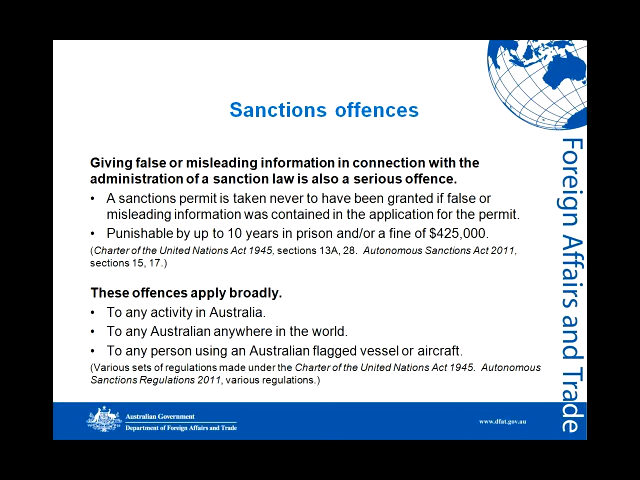 Sanctions offences
Giving false or misleading information in connection with the
administration of a sanction law is also a serious offence.
• A sanctions permit is taken never to have been granted if false or
misleading information was contained in the application for the permit.
• Punishable by up to 10 years in prison and/or a fine of $425,000.
(Charter of the United Nations Act 1945, sections 13A, 28. Autonomous Sanctions Act 2011,
sections 15, 17.)
These offences apply broadly.
• To any activity in Australia.
• To any Australian anywhere in the world.
• To any person using an Australian flagged vessel or aircraft.
(Various sets of regulations made under the Charter of the United Nations Act 1945. Autonomous
Sanctions Regulations 2011, various regulations.)
Foreign Affairs and Trade
Australian Government
Department of Foreign Affairs and Trade
www.dfat.gov.au